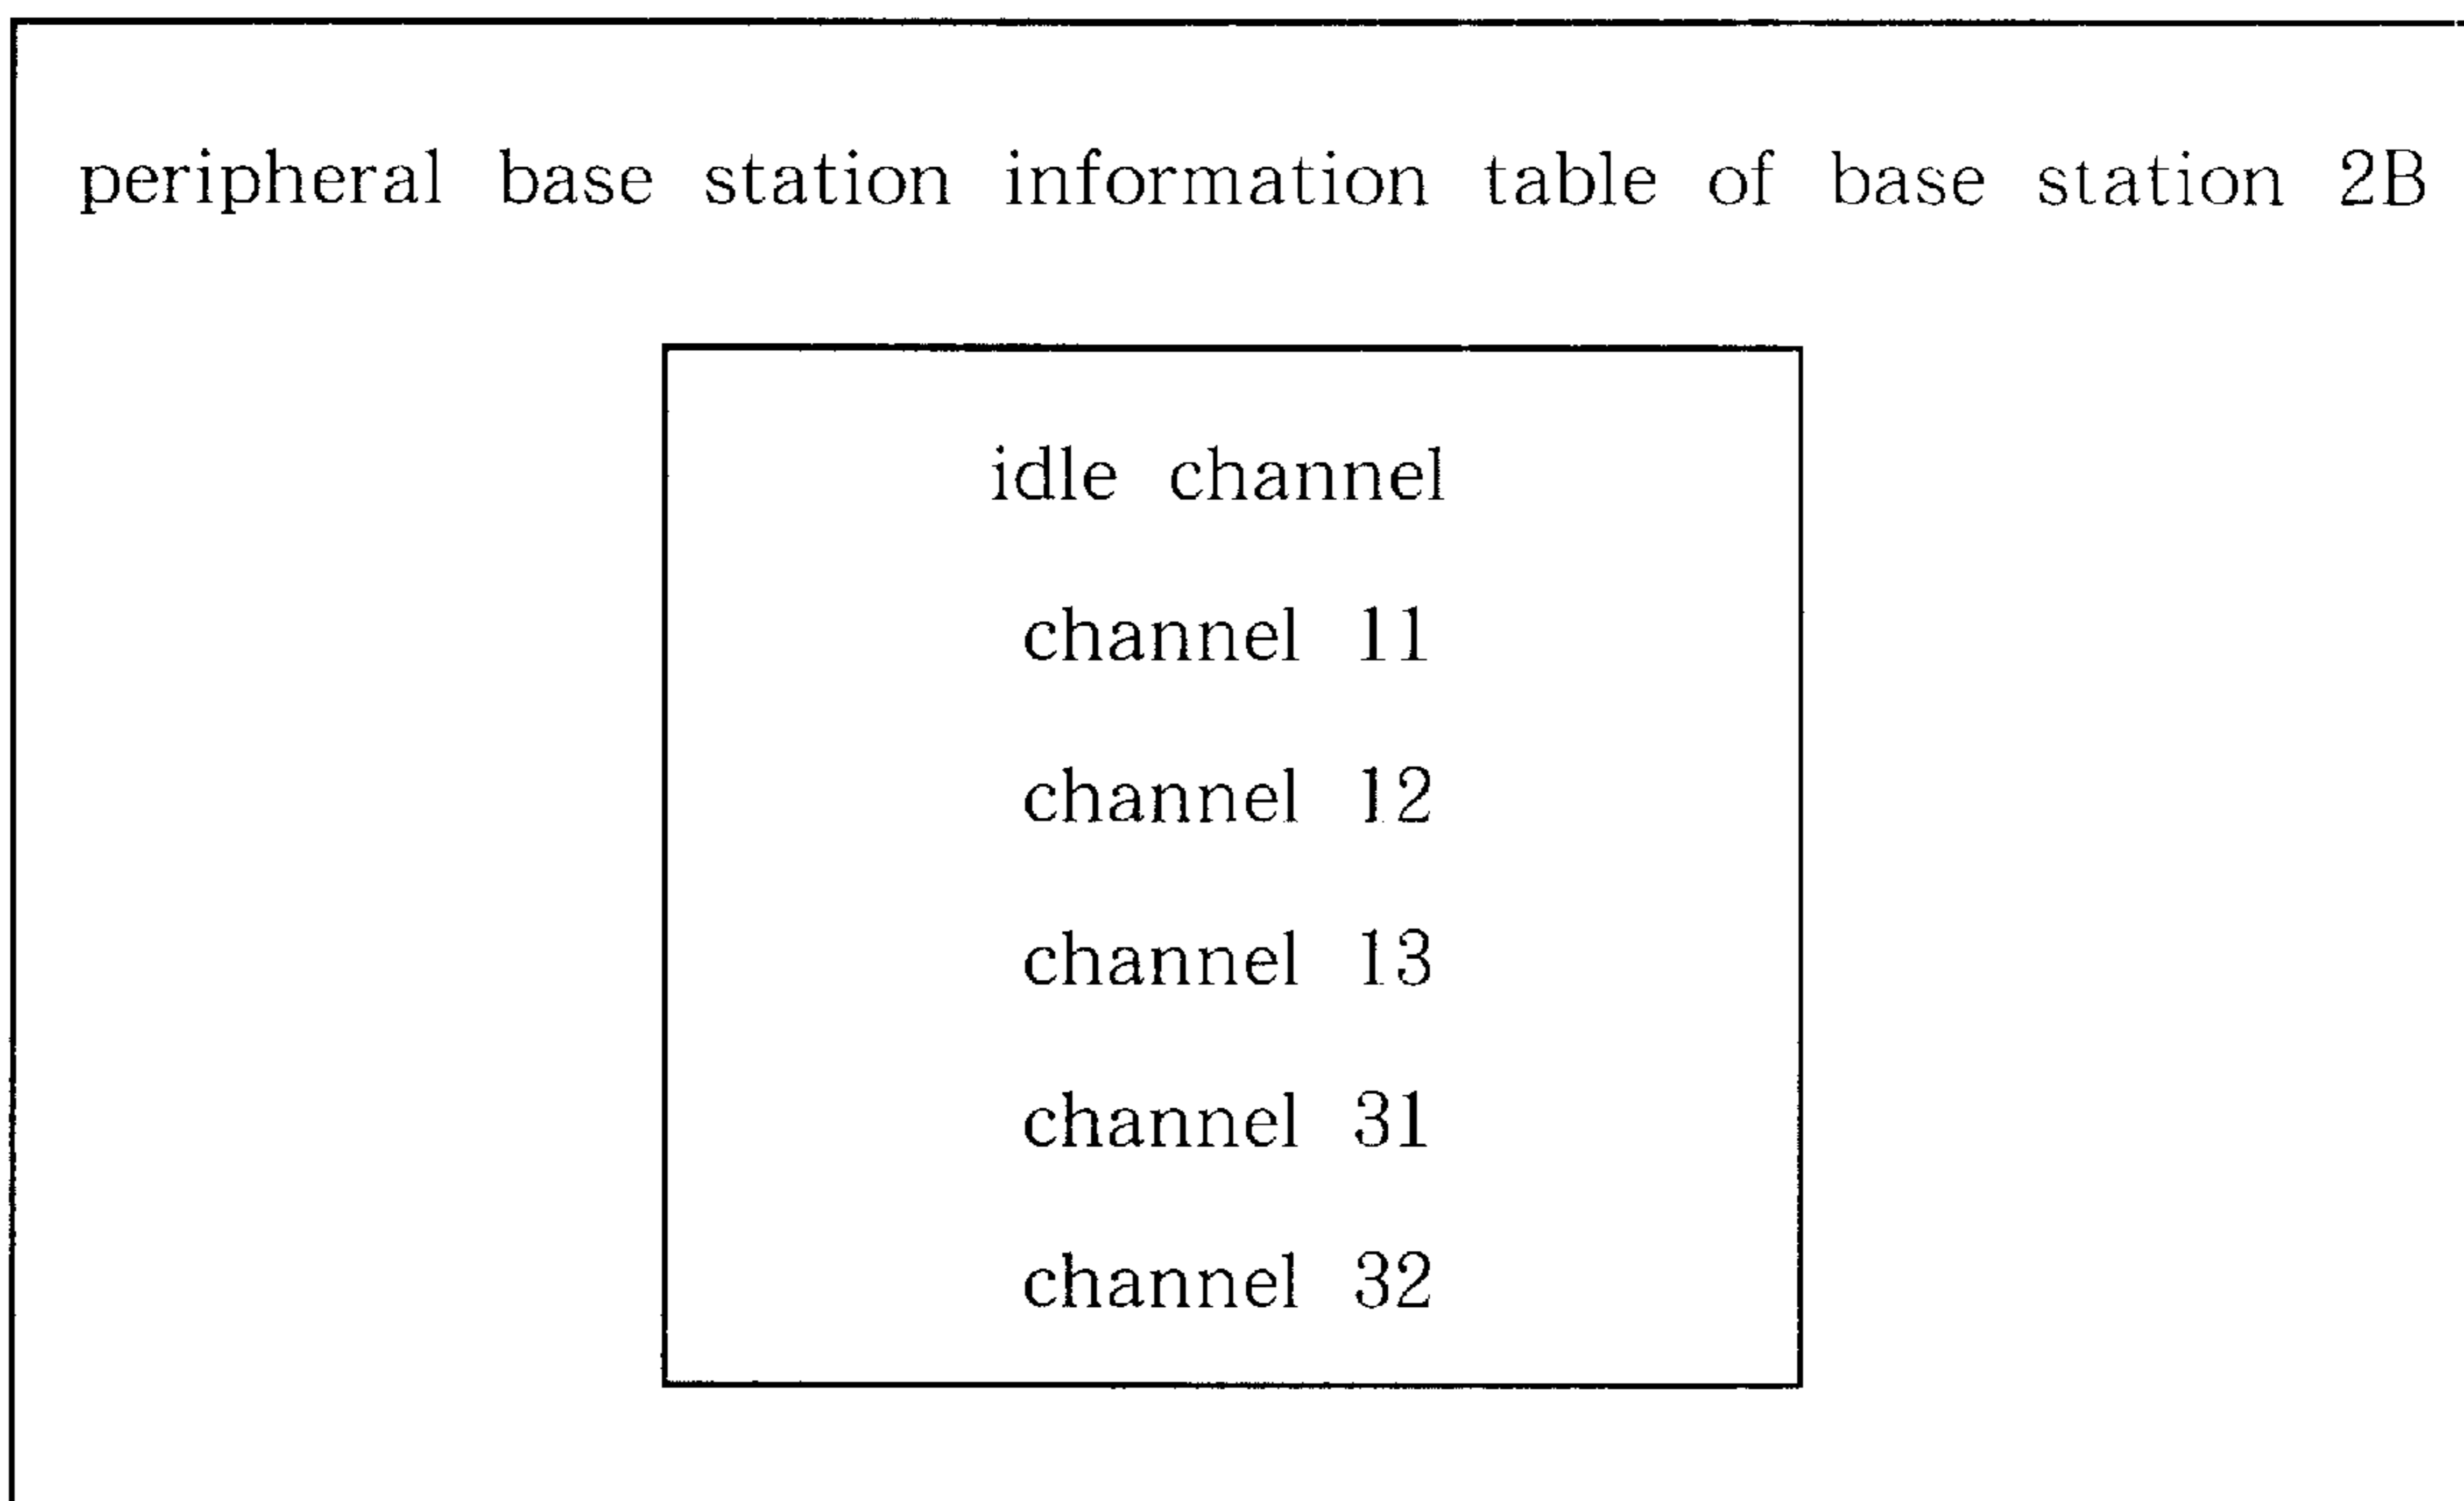 peripheral base station information table of base station 2B
idle channel
channel 11
channel 12
channel 13
channel 31
channel 32